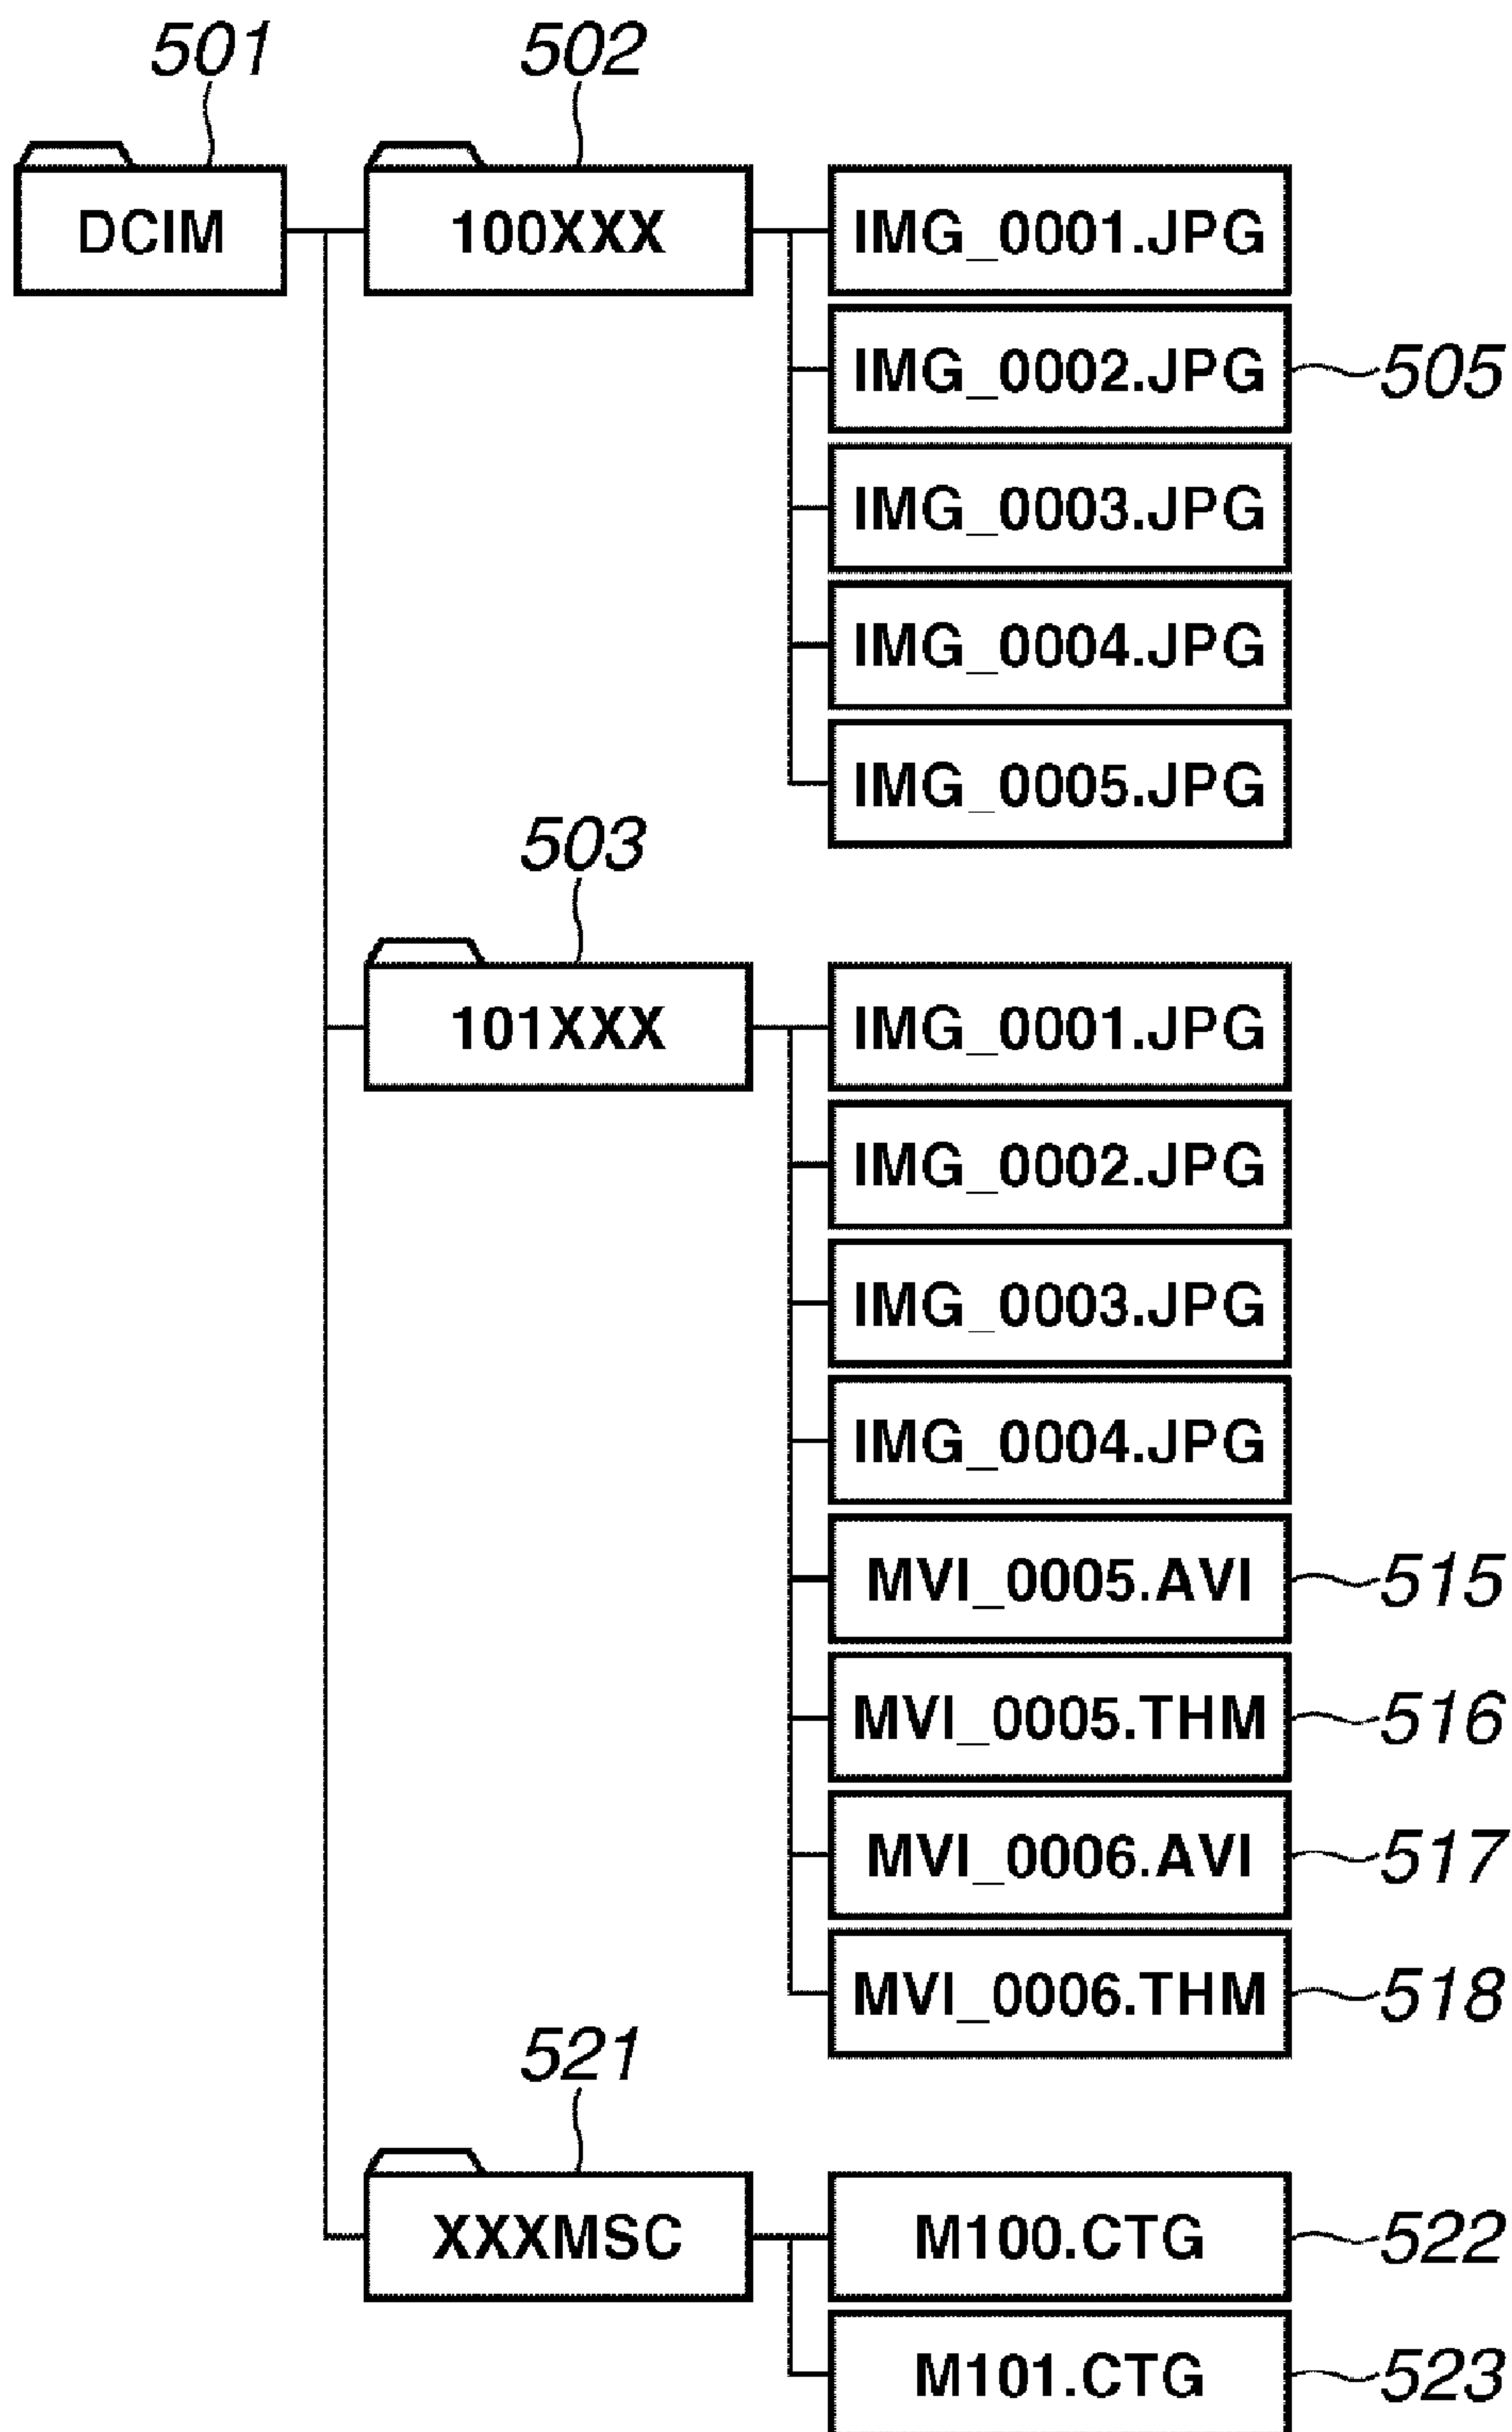 501 502
DCIM 100XXX IMG_0001.JPG
IMG_0002.JPG 505
IMG_0003.JPG
IMG_0004.JPG
IMG_0005.JPG
503
101XXX IMG_0001.JPG
IMG_0002.JPG
IMG_0003.JPG
IMG_0004.JPG
MVI_0005.AVI 515
MVI_0005.THM 516
MVI_0006.AVI 517
MVI_0006.THM 518
521
XXXMSC M100.CTG 522
M101.CTG 523